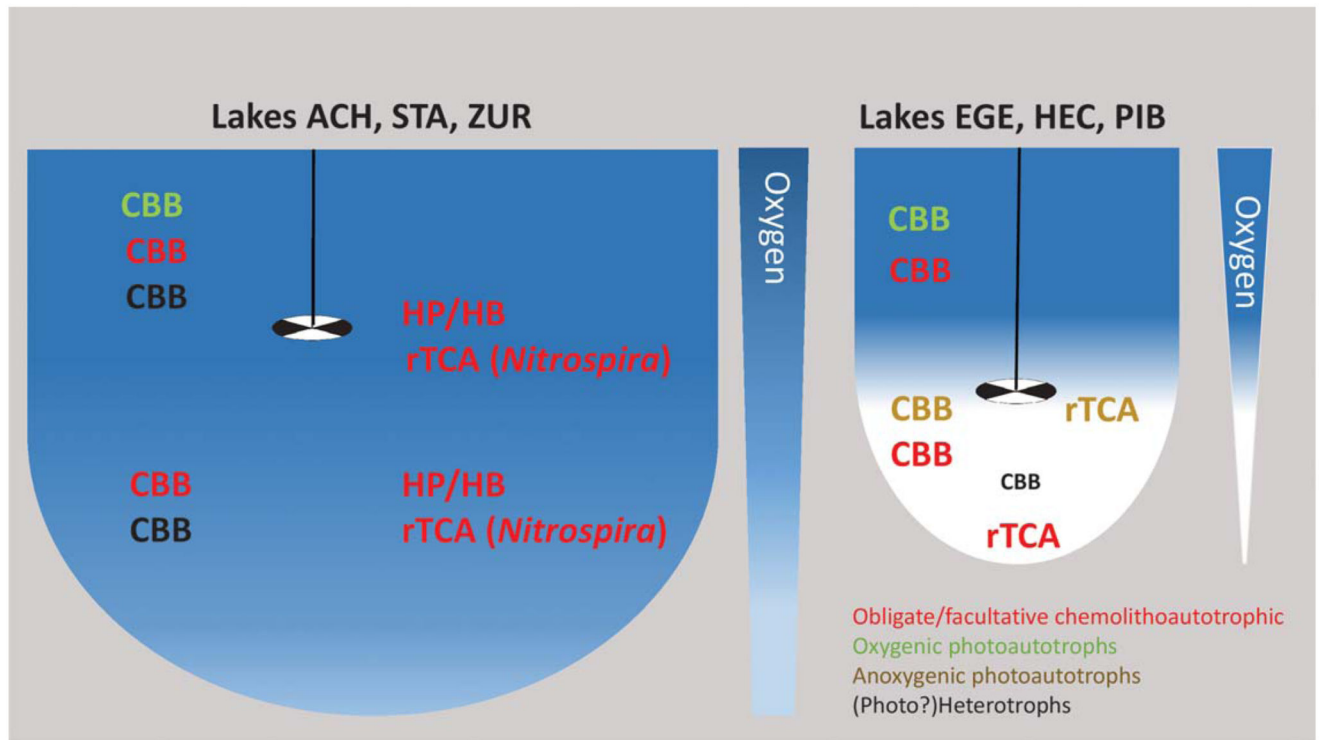 Lakes ACH, STA, ZUR
CBB
CBB
CBB
HP/HB
rTCA (Nitrospira)
CBB
CBB
HP/HB
rTCA (Nitrospira)
Oxygen
Lakes EGE, HEC, PIB
CBB
CBB
CBB
rTCA
CBB
CBB
rTCA
Oxygen
Obligate/facultative chemolithoautotrophic
Oxygenic photoautotrophs
Anoxygenic photoautotrophs
(Photo?)Heterotrophs